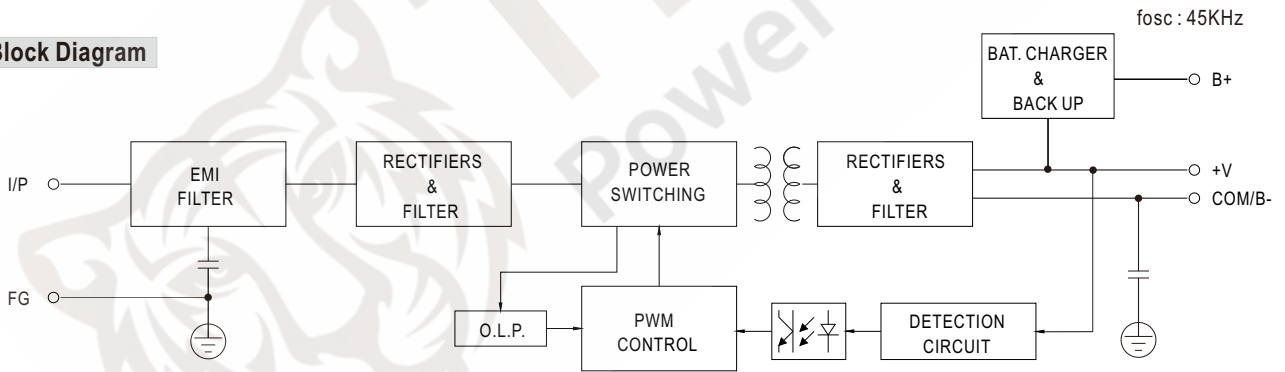 fosc : 45KHz
Block Diagram
BAT. CHARGER
&
BACK UP
B+
I/P
EMI
FILTER
RECTIFIERS
&
FILTER
POWER
SWITCHING
RECTIFIERS
&
FILTER
+V
COM/B-
FG
O.L.P.
PWM
CONTROL
DETECTION
CIRCUIT
Power